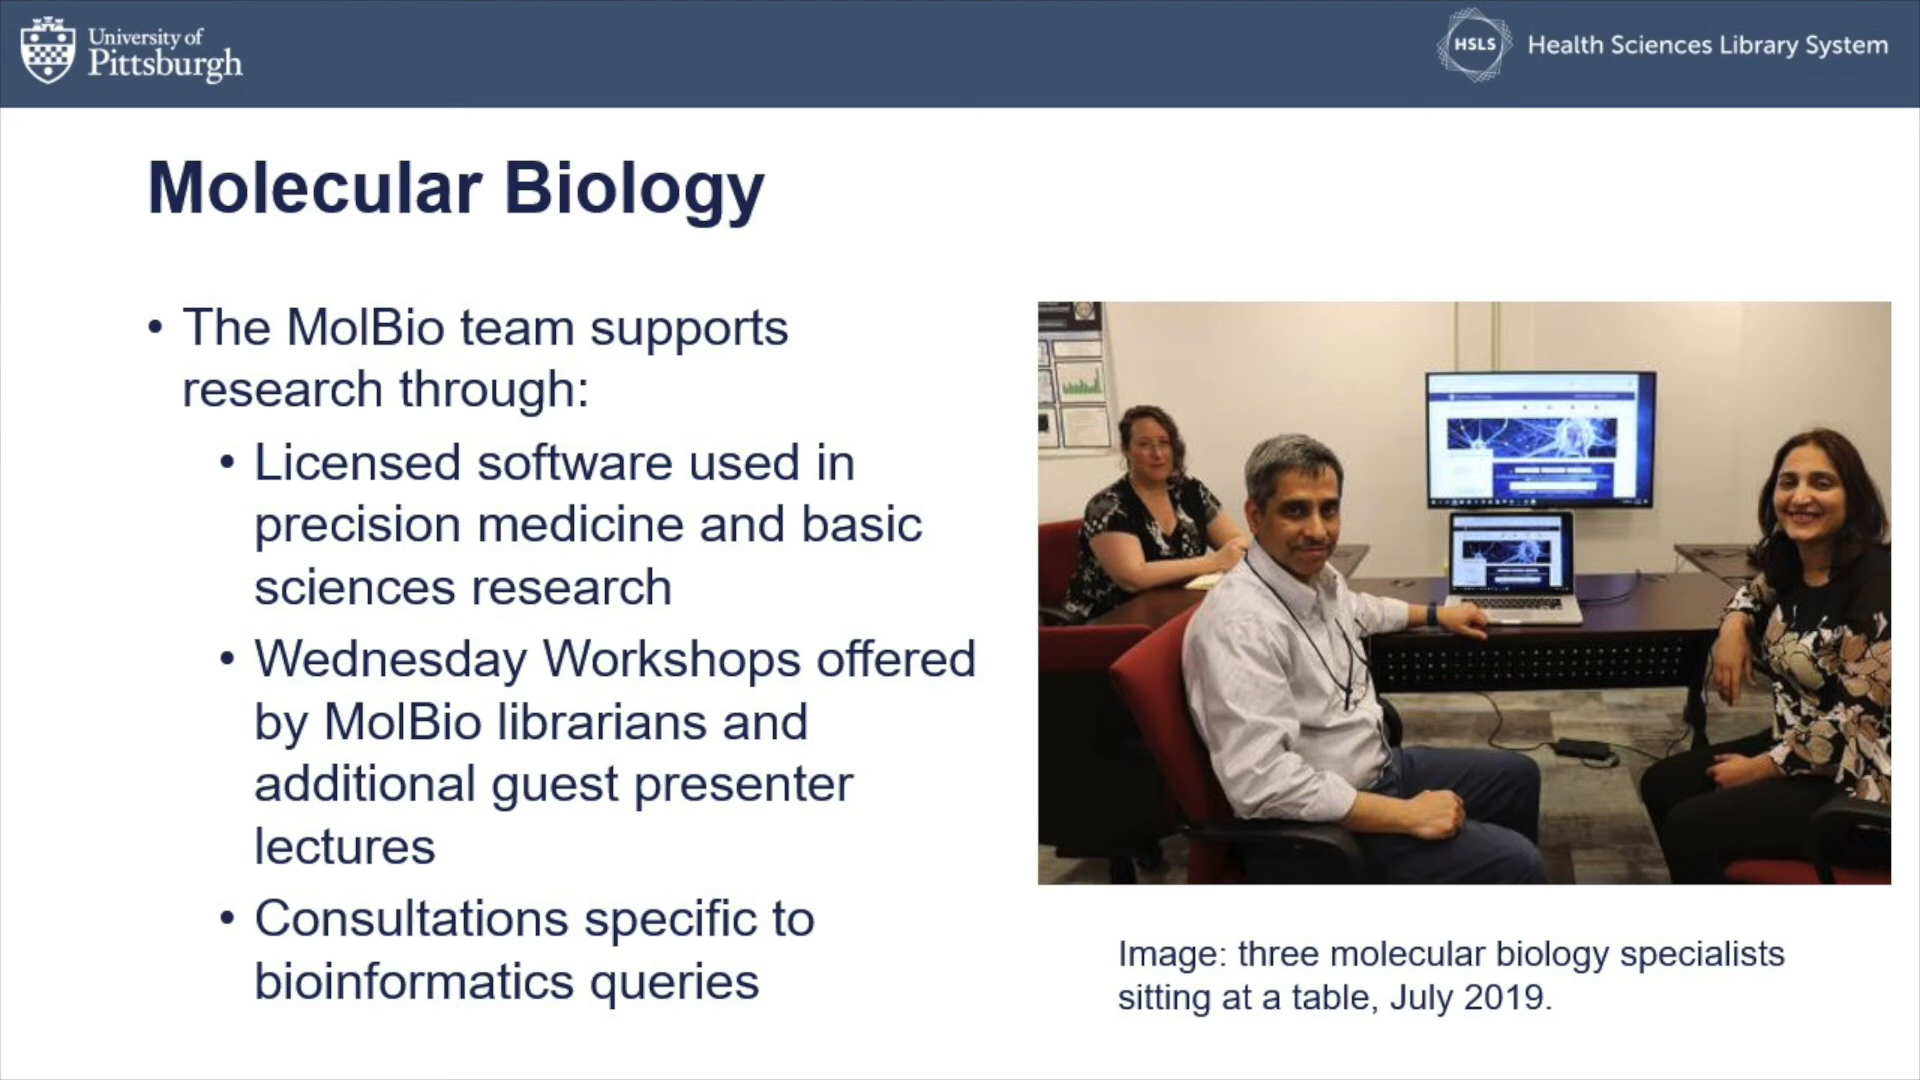 University of
Pittsburgh
HSLS
Health Sciences Library System
Molecular Biology
• The MolBio team supports
research through:
• Licensed software used in
precision medicine and basic
sciences research
• Wednesday Workshops offered
by MolBio librarians and
additional guest presenter
lectures
• Consultations specific to
bioinformatics queries
Image: three molecular biology specialists
sitting at a table, July 2019.